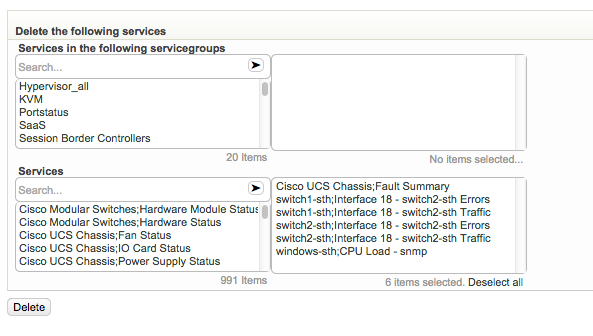 Delete the following services
Services in the following servicegroups
Search...
Hypervisor_all
KVM
Portstatus
SaaS
Session Border Controllers
20 Items
No items selected...
Services
Search...
Cisco Modular Switches;Hardware Module Status
Cisco Modular Switches;Hardware Status
Cisco UCS Chassis;Fan Status
Cisco UCS Chassis;IO Card Status
Cisco UCS Chassis;Power Supply Status
991 Items
Cisco UCS Chassis;Fault Summary
switch1-sth;Interface 18 - switch2-sth Errors
switch1-sth;Interface 18 - switch2-sth Traffic
switch2-sth;Interface 18 - switch2-sth Errors
switch2-sth;Interface 18 - switch2-sth Traffic
windows-sth;CPU Load - snmp
6 items selected. Deselect all
Delete